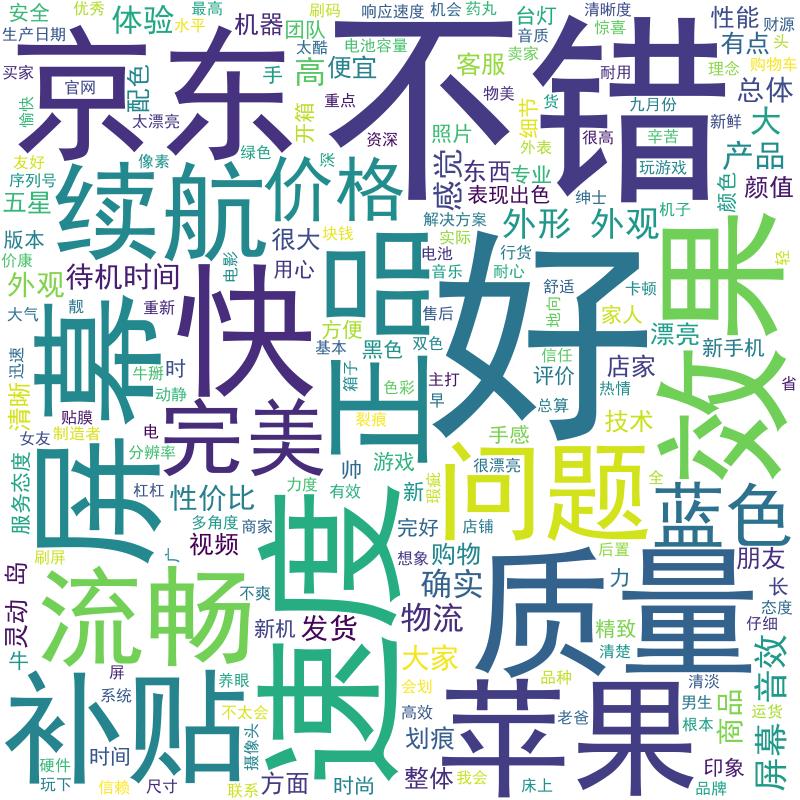 安全
优秀
体验
刷码
最高
水平
机器
团队
响应速度
机会
药丸
太酷
电池容量
音质
卖家
台灯
清晰度
惊喜
性能
有点
财源
头
购物车
理念
生产日期
买家
官网
京东
不错
配色
手
高
便宜
客服
物美
细节
货
耐用
总体
愉快
太漂亮
开箱
重点
资深
照片
外表
很高
九月份
辛苦
新鲜
大
友好
像素
绿色
续航
价格
感觉
东西
专业
玩游戏
产品
序列号
五星
表现出色
绅士
颜色
颜值
版本
很大
解决方案
外形
外观
机子
价康
待机时间
用心
块钱
实际
电池
行货
音乐
耐心
外观
电影
正品
好
舒适
地向
卡顿
效果
轻
大气
靓
重新
快
方便
售后
家人
漂亮
屏幕
基本
双色
信任
店家
新手机
清晰
迅速
牛掰
时
黑色
箱子
色彩
主打
评价
热情
省
贴膜
动静
早
总算
女友
制造者
电
完美
裂痕
手感
技术
分辨率
帅
游戏
很漂亮
问题
全
服务态度
杠杠
性价比
力度
有效
新
瑕疵
蓝色
多角度
商家
完好
店铺
刷屏
视频
速度
想象
购物
后置
朋友
流畅
不爽
确实
质量
力
长
灵动
岛
新机
发货
物流
精致
态度
仔细
牛
大家
清楚
音效
屏
养眼
会划
品种
清淡
补贴
系统
不太会
高效
苹果
老爸
男生
商品
运货
时间
摄像头
划痕
根本
屏幕
硬件
方面
整体
我会
印象
玩下
信赖
尺寸
联系
时尚
床上
品牌